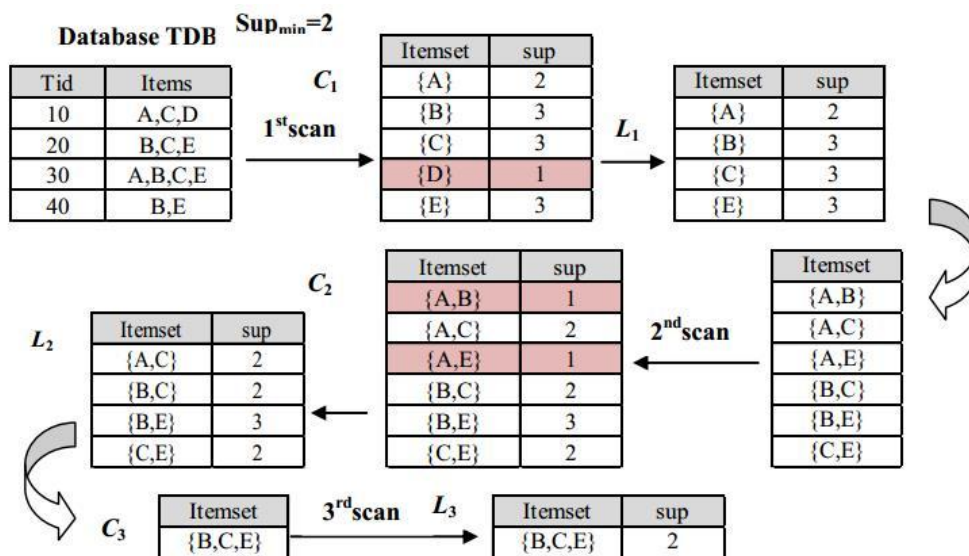 Database TDB Sup_min=2
Tid Items
10 A,C,D
20 B,C,E
30 A,B,C,E
40 B,E
1st scan
C1
Itemset sup
{A} 2
{B} 3
{C} 3
{D} 1
{E} 3
L1
Itemset sup
{A} 2
{B} 3
{C} 3
{E} 3
Itemset
{A,B}
{A,C}
{A,E}
{B,C}
{B,E}
{C,E}
2nd scan
C2
Itemset sup
{A,B} 1
{A,C} 2
{A,E} 1
{B,C} 2
{B,E} 3
{C,E} 2
L2
Itemset sup
{A,C} 2
{B,C} 2
{B,E} 3
{C,E} 2
C3
Itemset
{B,C,E}
3rd scan
L3
Itemset sup
{B,C,E} 2